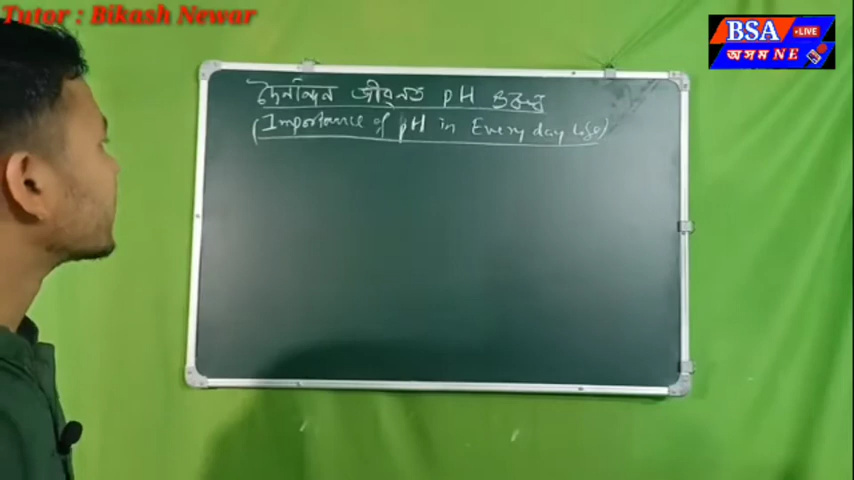 Tutor : Bikash Newar
BSA
LIVE
অসম NE
দৈনন্দিন জীৱনত pH গুৰুত্ব
(Importance of pH in Every day life)